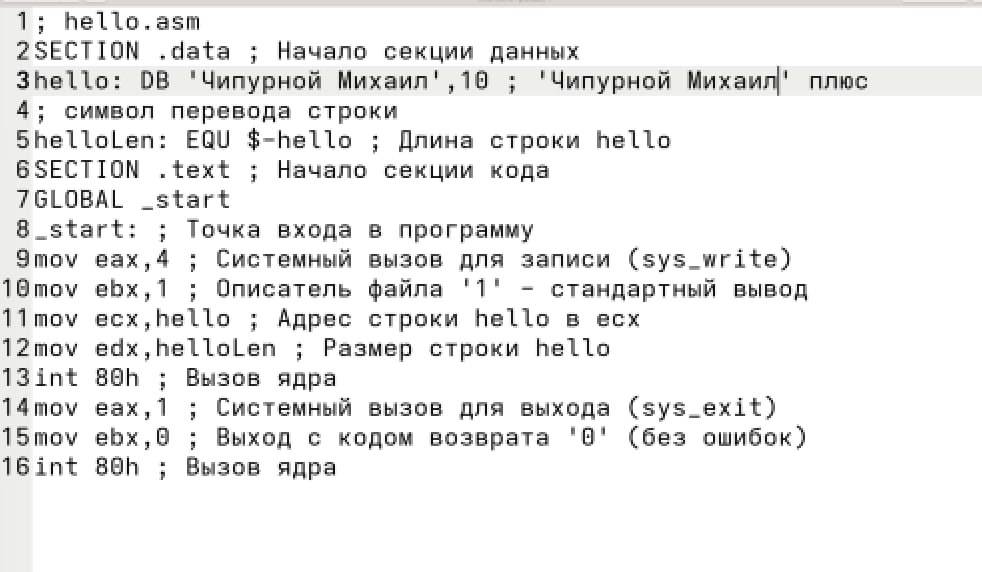 1; hello.asm
2SECTION .data ; Начало секции данных
3hello: DB 'Чипурной Михаил',10 ; 'Чипурной Михаил' плюс
4; символ перевода строки
5helloLen: EQU $-hello ; Длина строки hello
6SECTION .text ; Начало секции кода
7GLOBAL _start
8_start: ; Точка входа в программу
9mov eax,4 ; Системный вызов для записи (sys_write)
10mov ebx,1 ; Описатель файла '1' - стандартный вывод
11mov ecx,hello ; Адрес строки hello в ecx
12mov edx,helloLen ; Размер строки hello
13int 80h ; Вызов ядра
14mov eax,1 ; Системный вызов для выхода (sys_exit)
15mov ebx,0 ; Выход с кодом возврата '0' (без ошибок)
16int 80h ; Вызов ядра